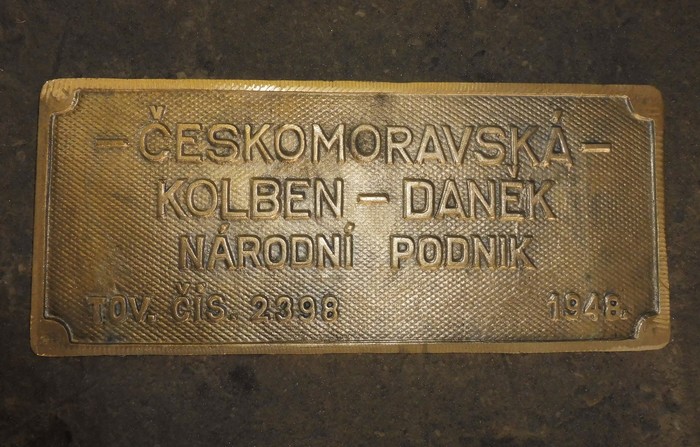 – ČESKOMORAVSKÁ –
KOLBEN – DANĚK
NÁRODNÍ PODNIK
TOV. ČÍS. 2398 1948.